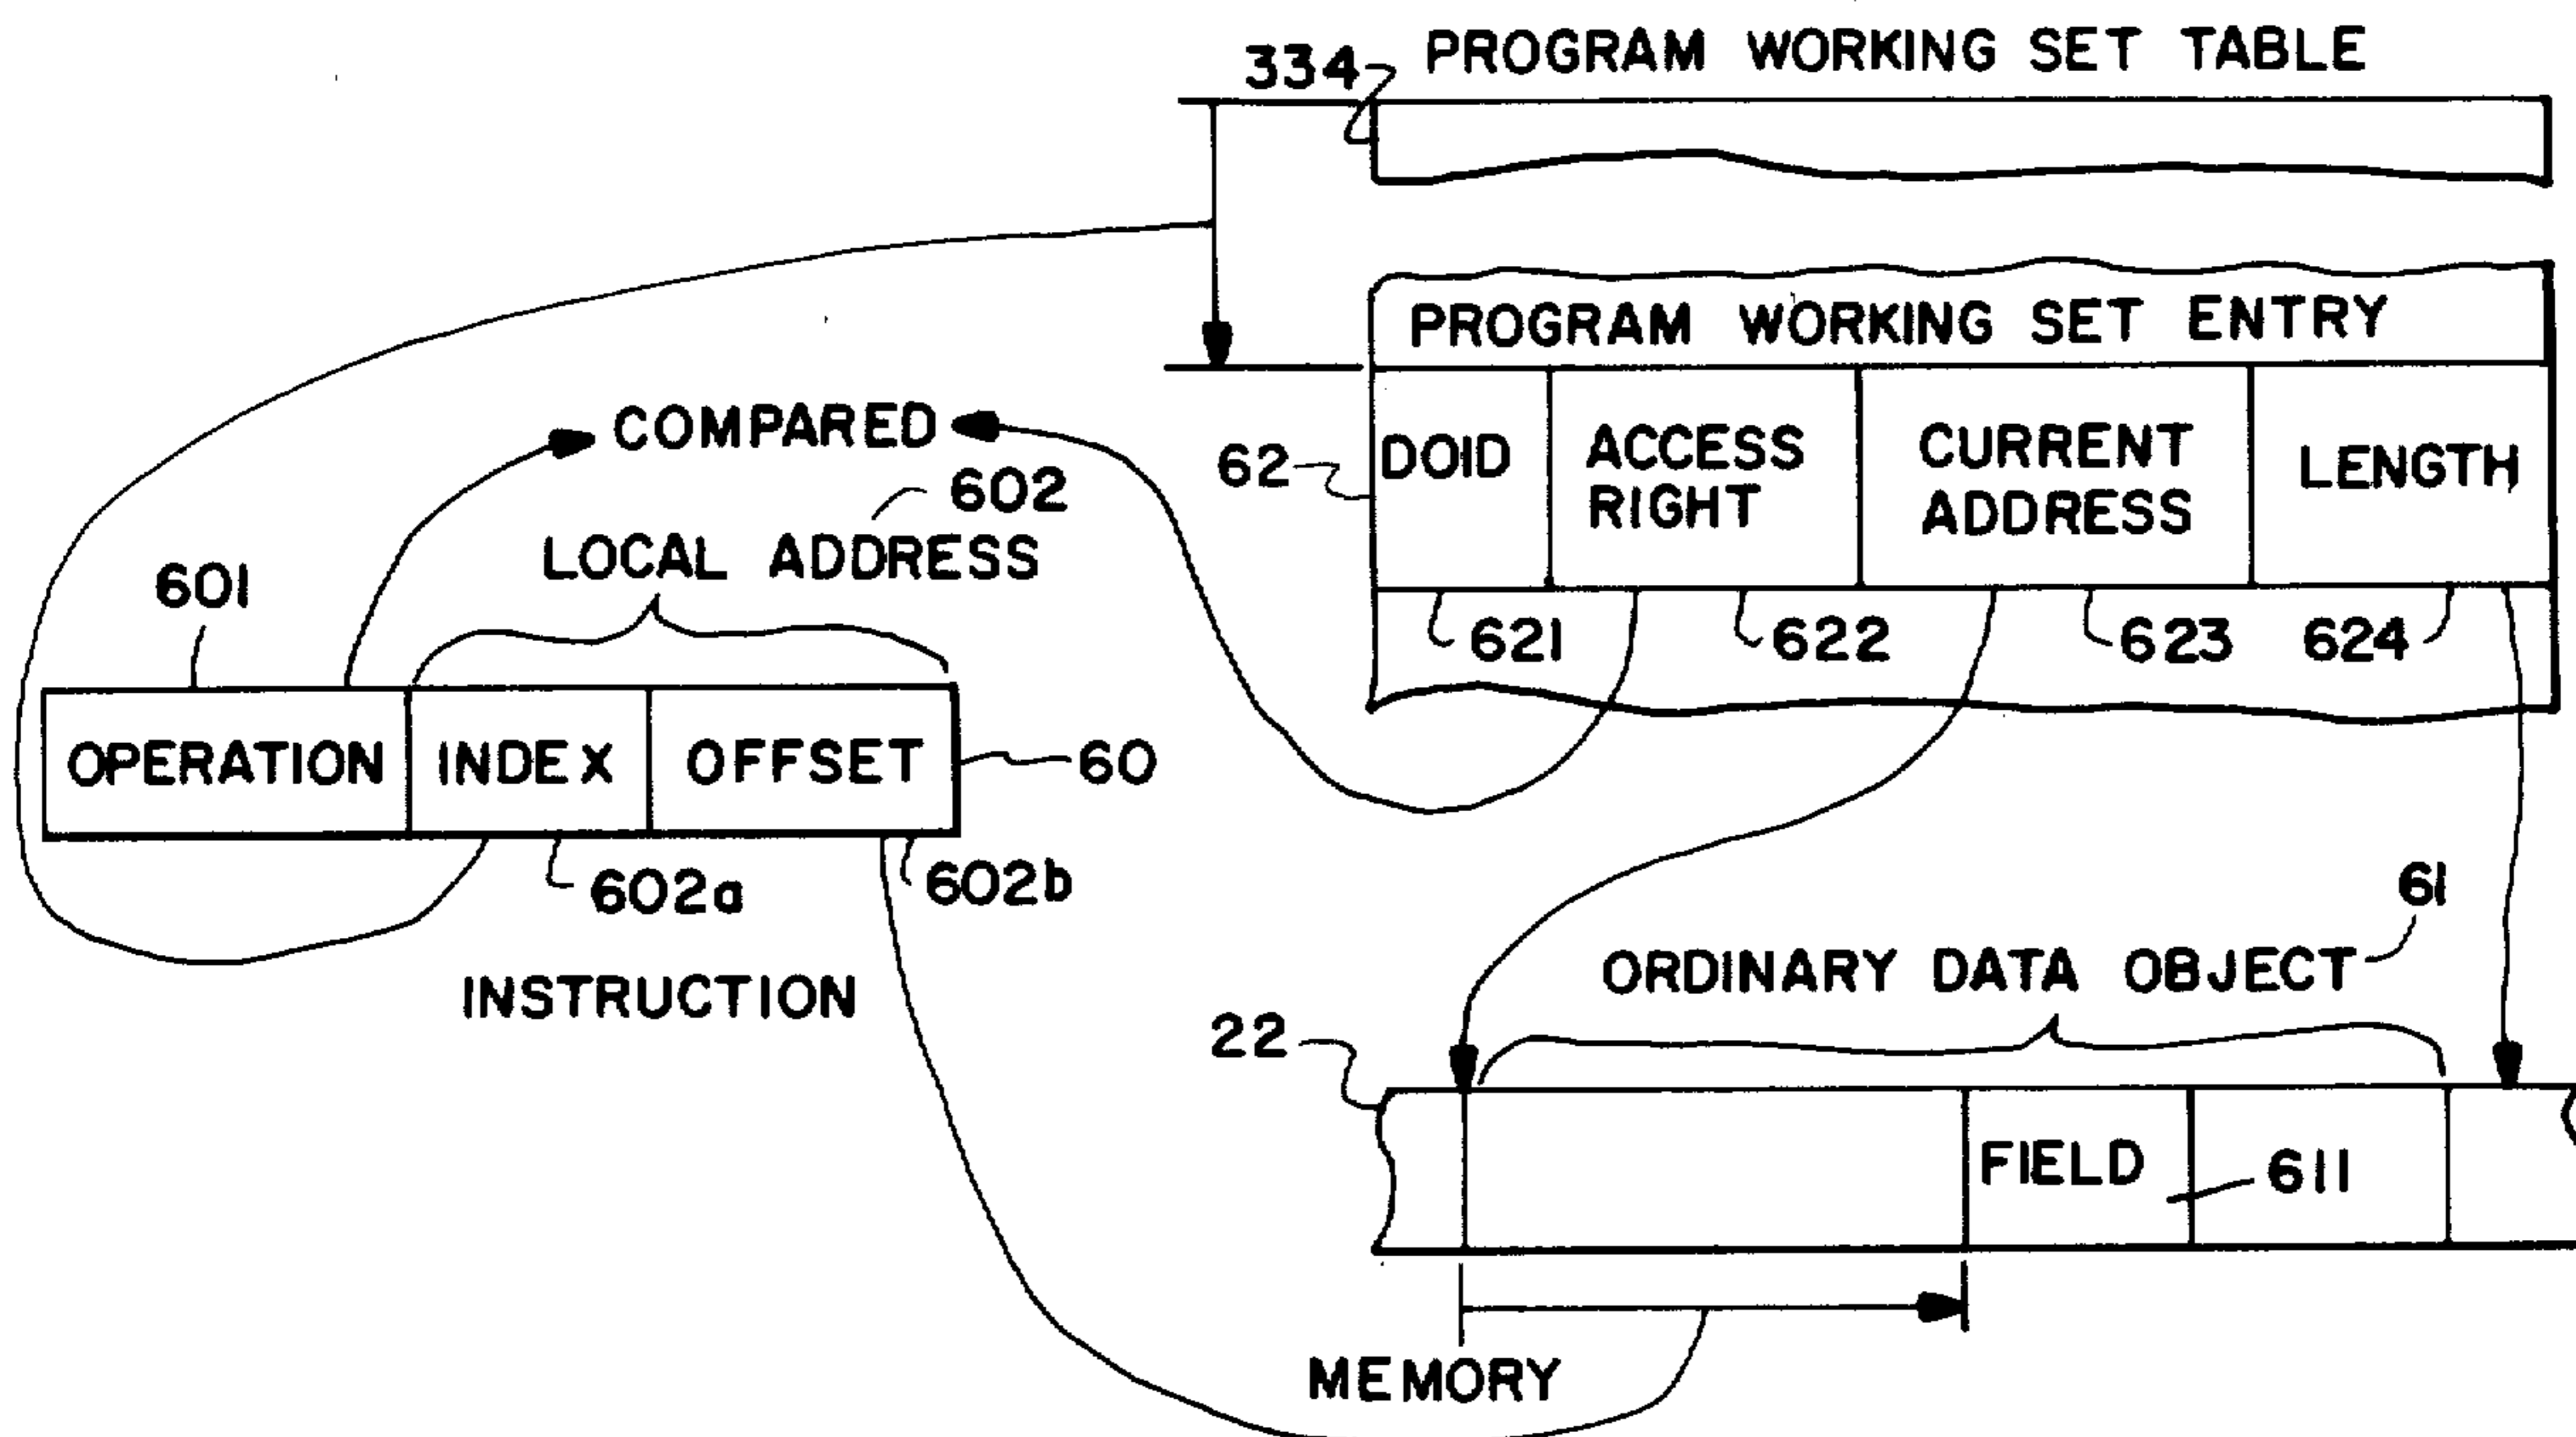 334 PROGRAM WORKING SET TABLE
PROGRAM WORKING SET ENTRY
62 DOID ACCESS RIGHT CURRENT ADDRESS LENGTH
621 622 623 624
COMPARED
602
LOCAL ADDRESS
601
OPERATION INDEX OFFSET 60
602a 602b
INSTRUCTION
61
ORDINARY DATA OBJECT
22
FIELD 611
MEMORY